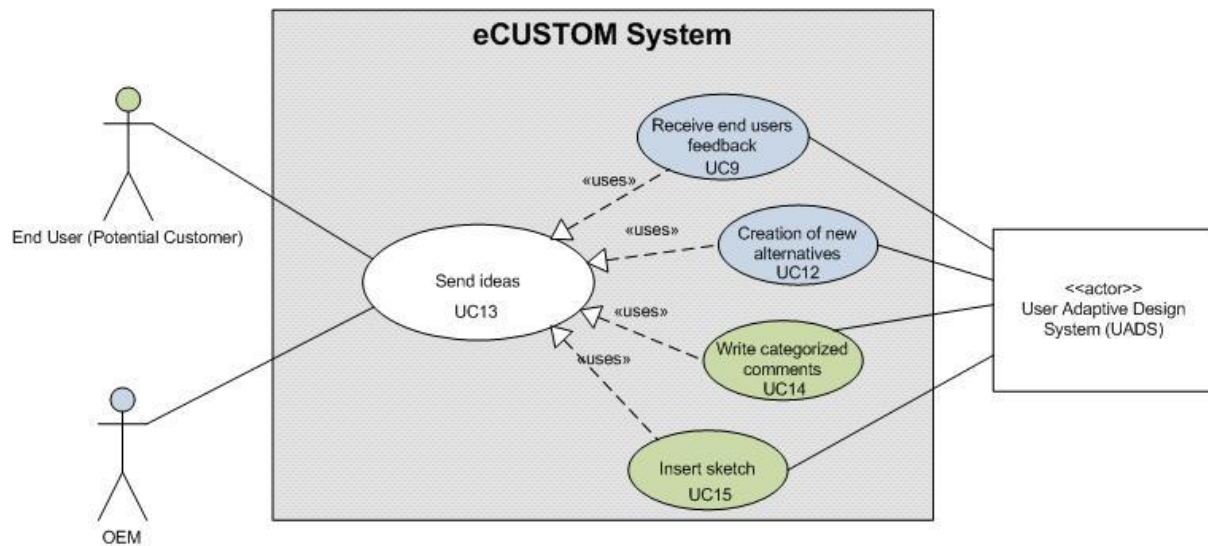 eCUSTOM System
End User (Potential Customer)
OEM
Send ideas
UC13
«uses»
Receive end users
feedback
UC9
«uses»
Creation of new
alternatives
UC12
«uses»
Write categorized
comments
UC14
«uses»
Insert sketch
UC15
<<actor>>
User Adaptive Design
System (UADS)